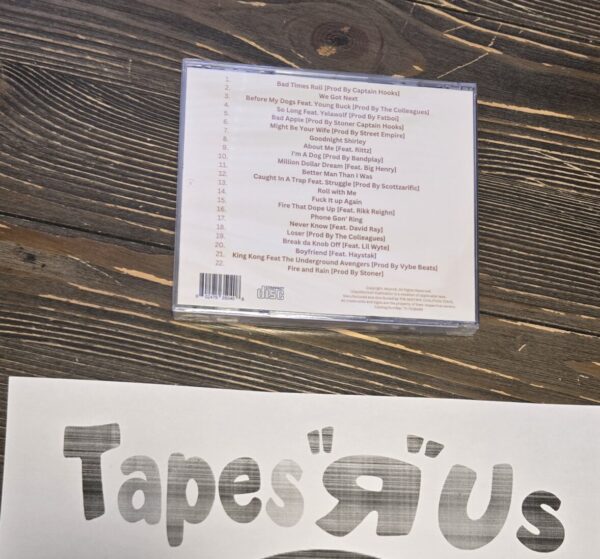 1. Bad Times Roll [Prod By Captain Hooks]
2. We Got Next
3. Before My Dogs Feat. Young Buck [Prod By The Colleagues]
4. So Long Feat. Yelawolf [Prod By Fatboi]
5. Bad Apple [Prod By Stoner Captain Hooks]
6. Might Be Your Wife [Prod By Street Empire]
7. Goodnight Shirley
8. About Me [Feat. Rittz]
9. I'm A Dog [Prod By Bandplay]
10. Million Dollar Dream [Feat. Big Henry]
11. Better Man Than I Was
12. Caught In A Trap Feat. Struggle [Prod By Scottzarific]
13. Roll with Me
14. Fuck It up Again
15. Fire That Dope Up [Feat. Rikk Reighn]
16. Phone Gon' Ring
17. Never Know [Feat. David Ray]
18. Loser [Prod By The Colleagues]
19. Break da Knob Off [Feat. Lil Wyte]
20. Boyfriend [Feat. Haystak]
21. King Kong Feat The Underground Avengers [Prod By Vybe Beats]
22. Fire and Rain [Prod By Stoner]
disc
Tapes "Я" Us